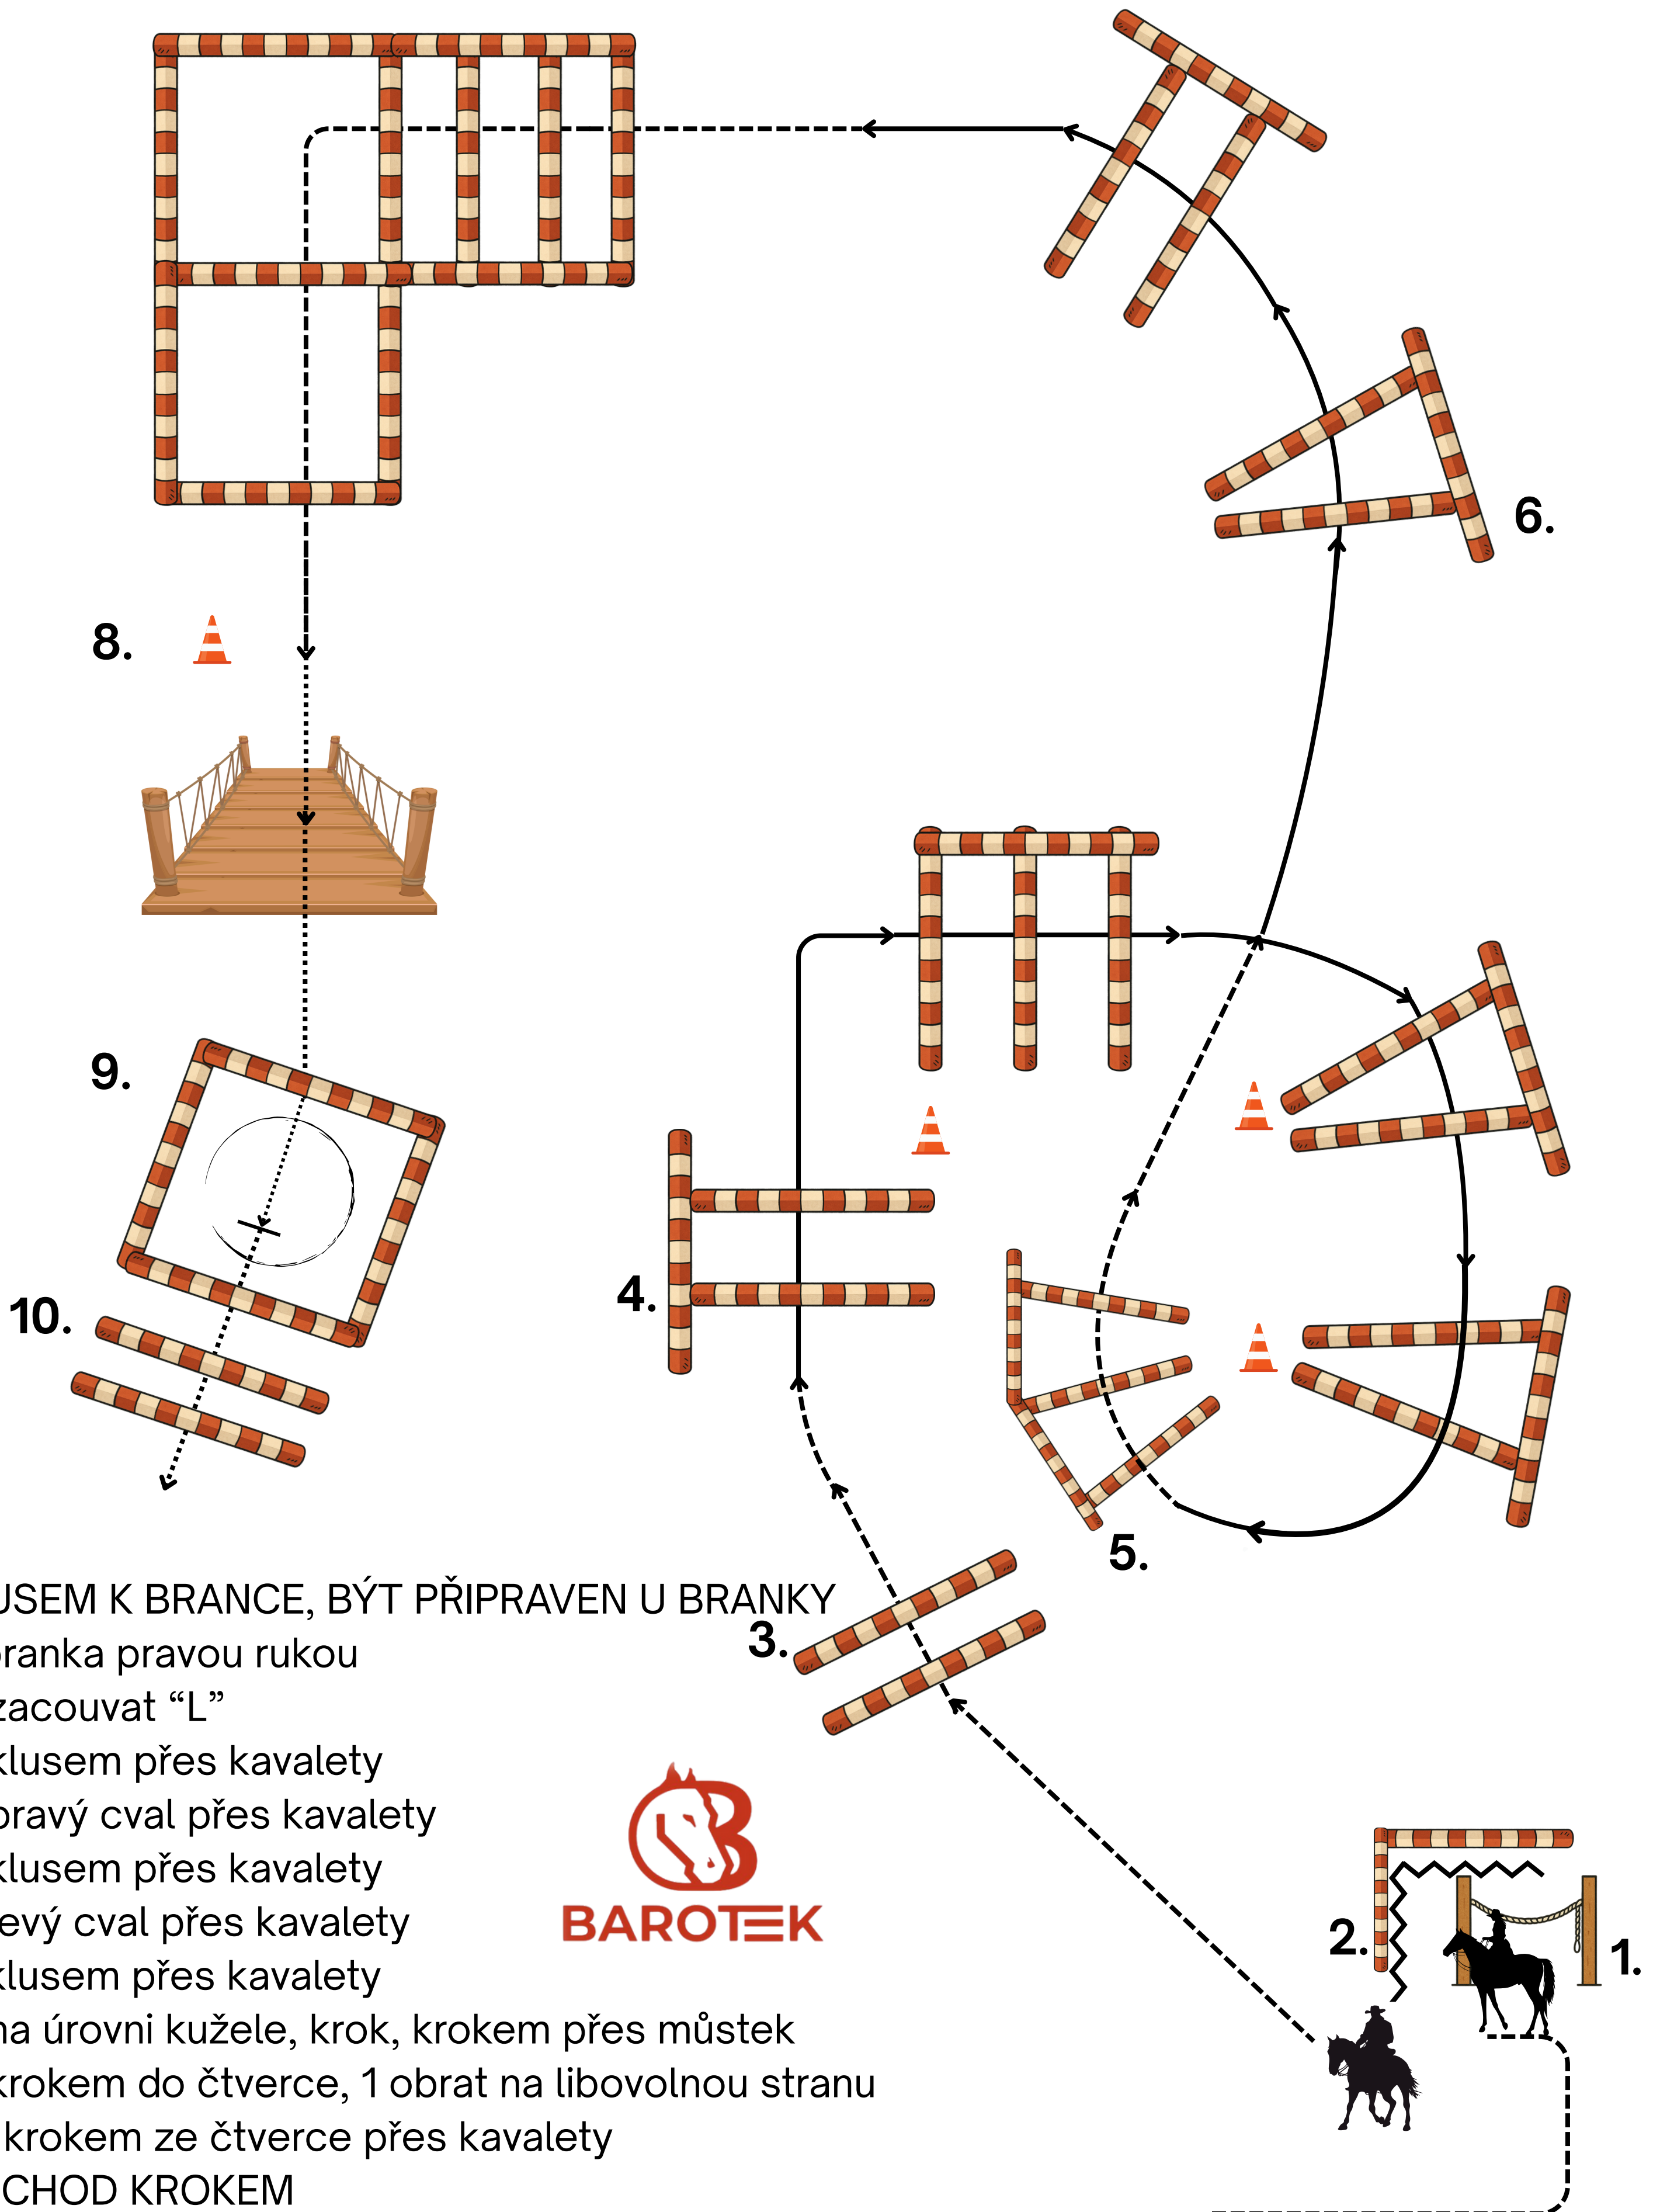 6.
8.
9.
4.
10.
5.
USEM K BRANCE, BÝT PŘIPRAVEN U BRANKY
3.
branka pravou rukou
zacouvat “L”
klusem přes kavalety
pravý cval přes kavalety
klusem přes kavalety
BAROTEK
levý cval přes kavalety
2.
1.
klusem přes kavalety
na úrovni kužele, krok, krokem přes můstek
krokem do čtverce, 1 obrat na libovolnou stranu
krokem ze čtverce přes kavalety
CHOD KROKEM